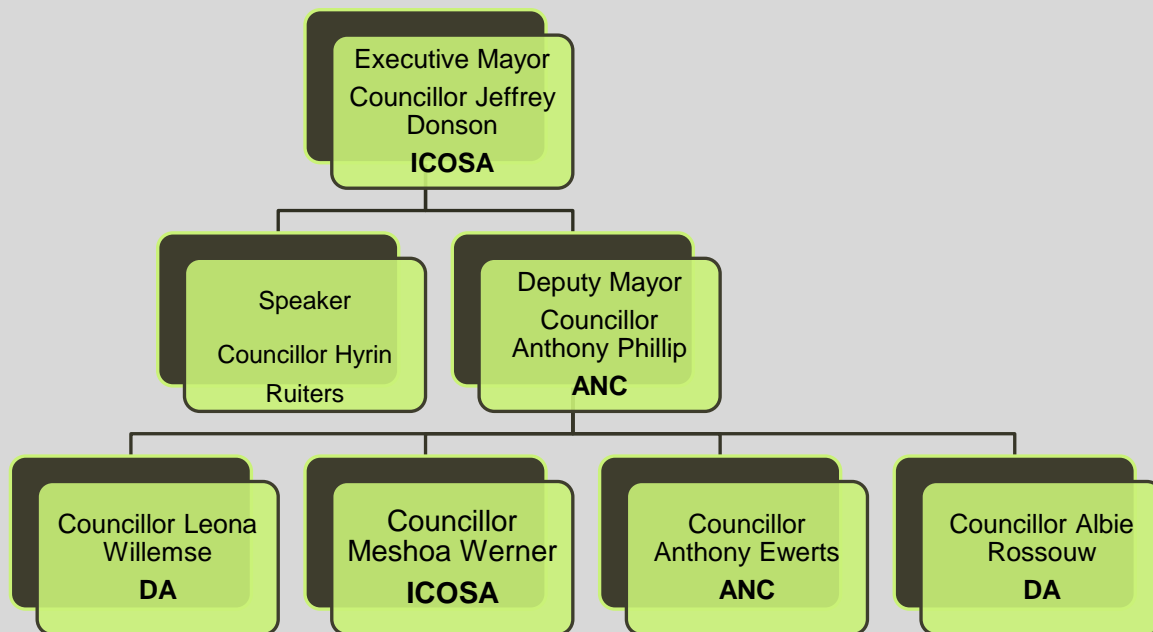 Executive Mayor
Councillor Jeffrey
Donson
ICOSA
Speaker
Councillor Hyrin
Ruiters
Deputy Mayor
Councillor
Anthony Phillip
ANC
Councillor Leona
Willemse
DA
Councillor
Meshoa Werner
ICOSA
Councillor
Anthony Ewerts
ANC
Councillor Albie
Rossouw
DA